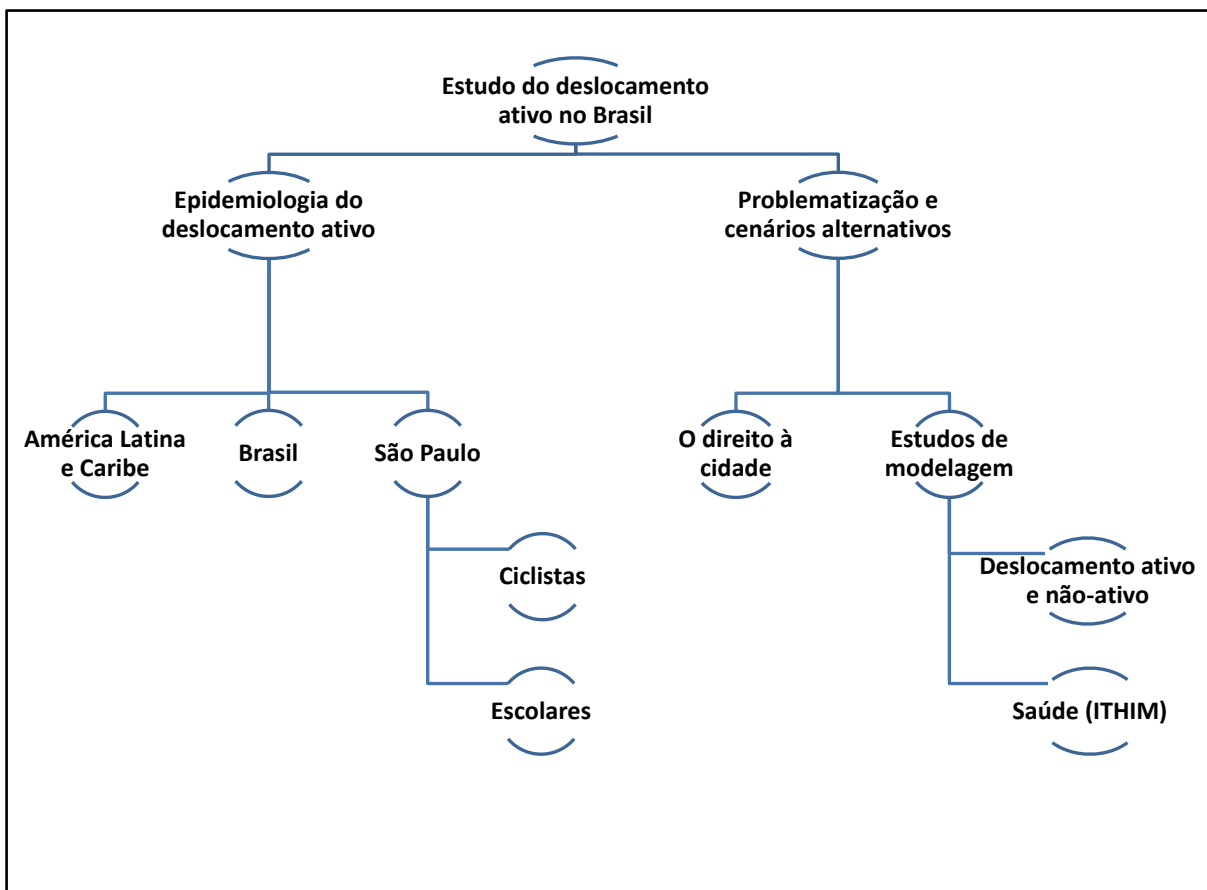 Estudo do deslocamento
ativo no Brasil
Epidemiologia do
deslocamento ativo
Problematização e
cenários alternativos
América Latina
e Caribe
Brasil
São Paulo
O direito à
cidade
Estudos de
modelagem
Ciclistas
Escolares
Deslocamento ativo
e não-ativo
Saúde (ITHIM)